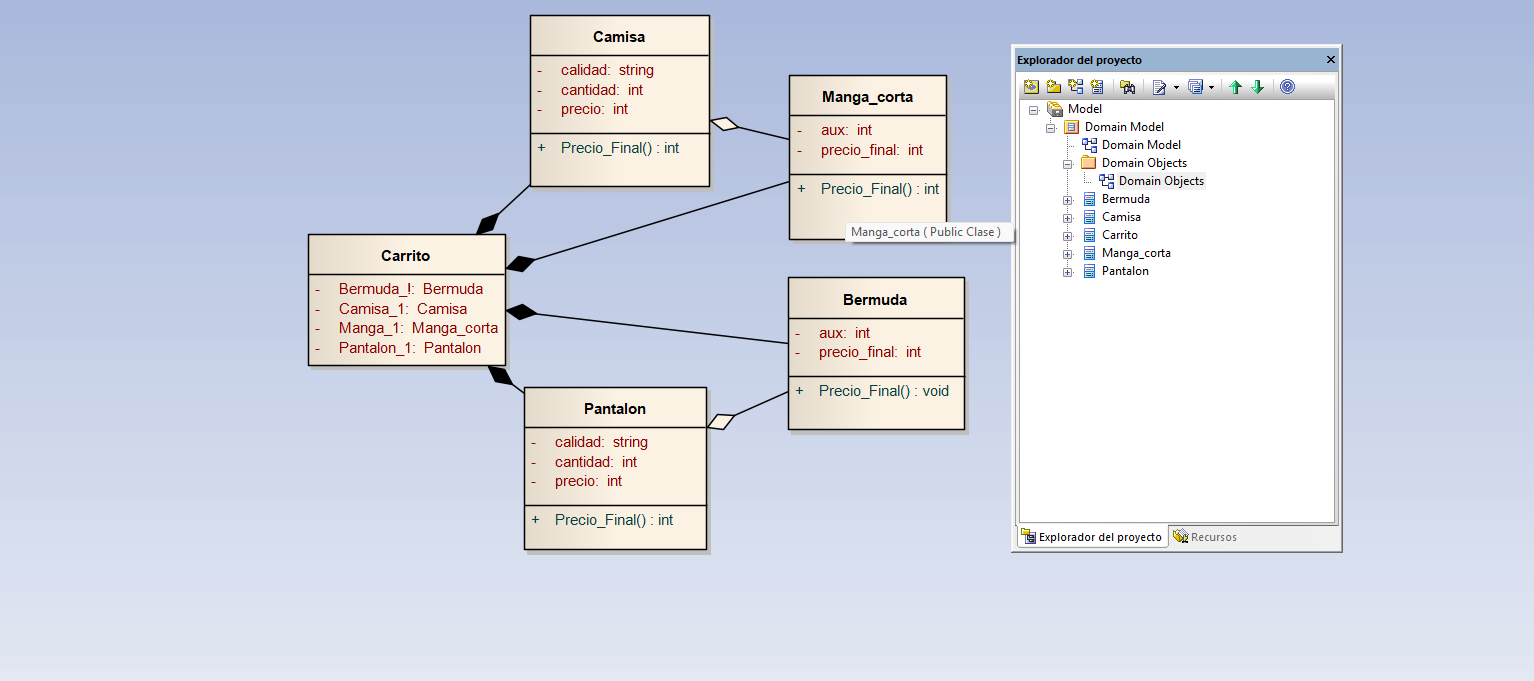 Camisa
- calidad: string
- cantidad: int
- precio: int
+ Precio_Final() : int
Manga_corta
- aux: int
- precio_final: int
+ Precio_Final() : int
Manga_corta ( Public Clase )
Carrito
- Bermuda_!: Bermuda
- Camisa_1: Camisa
- Manga_1: Manga_corta
- Pantalon_1: Pantalon
Bermuda
- aux: int
- precio_final: int
+ Precio_Final() : void
Pantalon
- calidad: string
- cantidad: int
- precio: int
+ Precio_Final() : int
Explorador del proyecto
Model
Domain Model
Domain Model
Domain Objects
Domain Objects
Bermuda
Camisa
Carrito
Manga_corta
Pantalon
Explorador del proyecto
Recursos